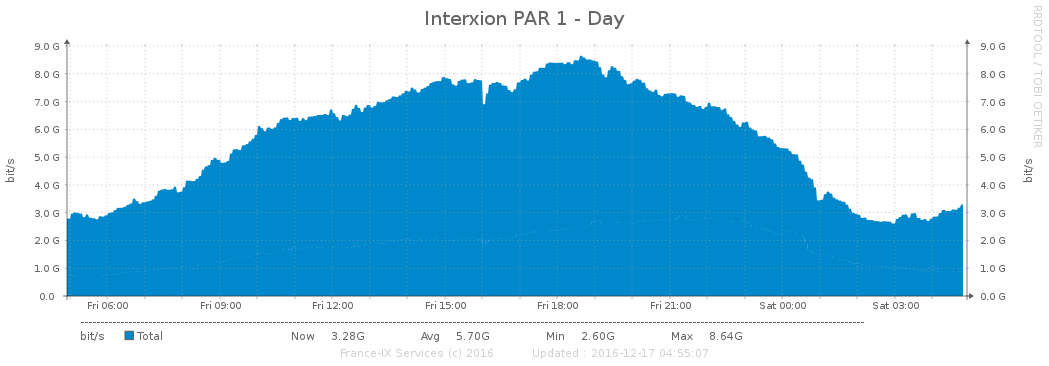 Interxion PAR 1 - Day
RRDTOOL / TOBI OETIKER
bit/s
9.0 G
8.0 G
7.0 G
6.0 G
5.0 G
4.0 G
3.0 G
2.0 G
1.0 G
0.0
9.0 G
8.0 G
7.0 G
6.0 G
5.0 G
4.0 G
3.0 G
2.0 G
1.0 G
0.0 G
bit/s
Fri 06:00 Fri 09:00 Fri 12:00 Fri 15:00 Fri 18:00 Fri 21:00 Sat 00:00 Sat 03:00
bit/s Total Now 3.28G Avg 5.70G Min 2.60G Max 8.64G
France-IX Services (c) 2016 Updated : 2016-12-17 04:55:07